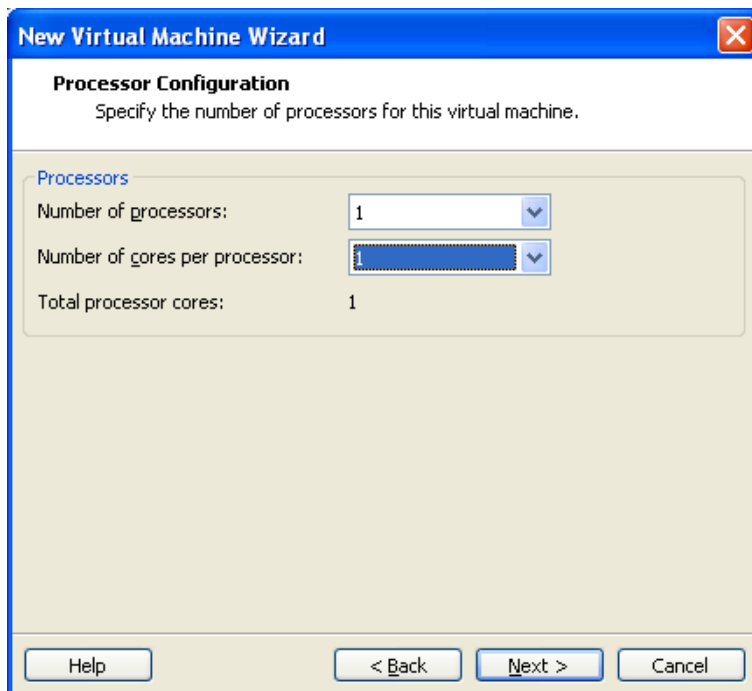 New Virtual Machine Wizard
Processor Configuration
Specify the number of processors for this virtual machine.
Processors
Number of processors: 1
Number of cores per processor: 1
Total processor cores: 1
Help < Back Next > Cancel